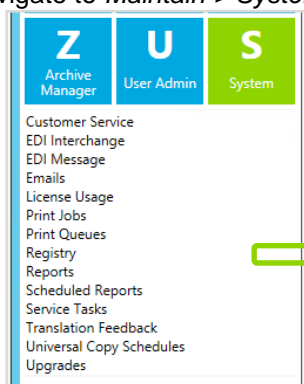 vigate to Maintain > Syste
Z
Archive
Manager
U
User Admin
S
System
Customer Service
EDI Interchange
EDI Message
Emails
License Usage
Print Jobs
Print Queues
Registry
Reports
Scheduled Reports
Service Tasks
Translation Feedback
Universal Copy Schedules
Upgrades